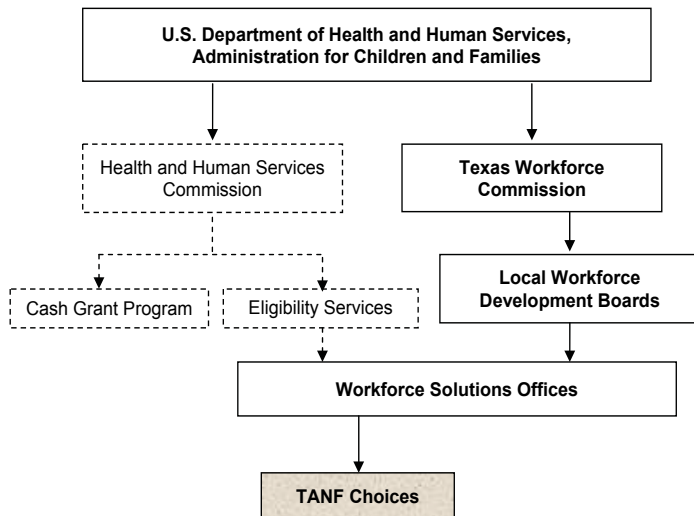 U.S. Department of Health and Human Services,
Administration for Children and Families
Health and Human Services
Commission
Texas Workforce
Commission
Cash Grant Program
Eligibility Services
Local Workforce
Development Boards
Workforce Solutions Offices
TANF Choices